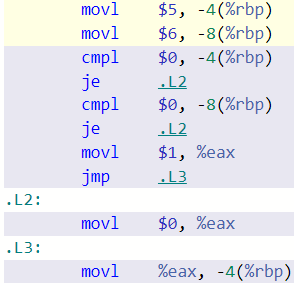 movl $5, -4(%rbp)
movl $6, -8(%rbp)
cmpl $0, -4(%rbp)
je .L2
cmpl $0, -8(%rbp)
je .L2
movl $1, %eax
jmp .L3
.L2:
movl $0, %eax
.L3:
movl %eax, -4(%rbp)